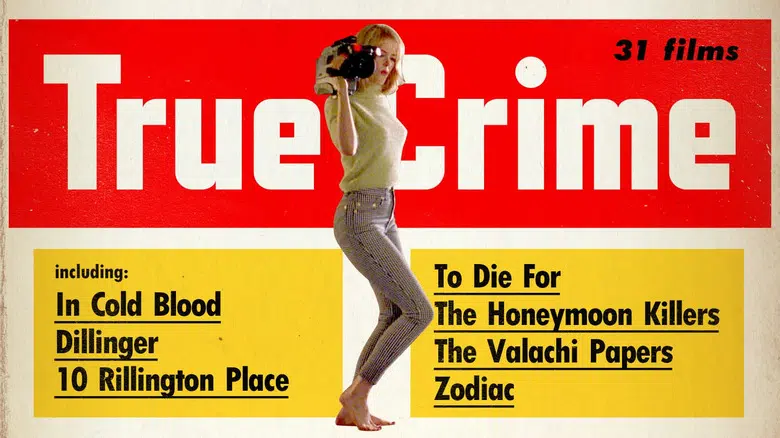 True Crime
31 films
including:
In Cold Blood
Dillinger
10 Rillington Place
To Die For
The Honeymoon Killers
The Valachi Papers
Zodiac